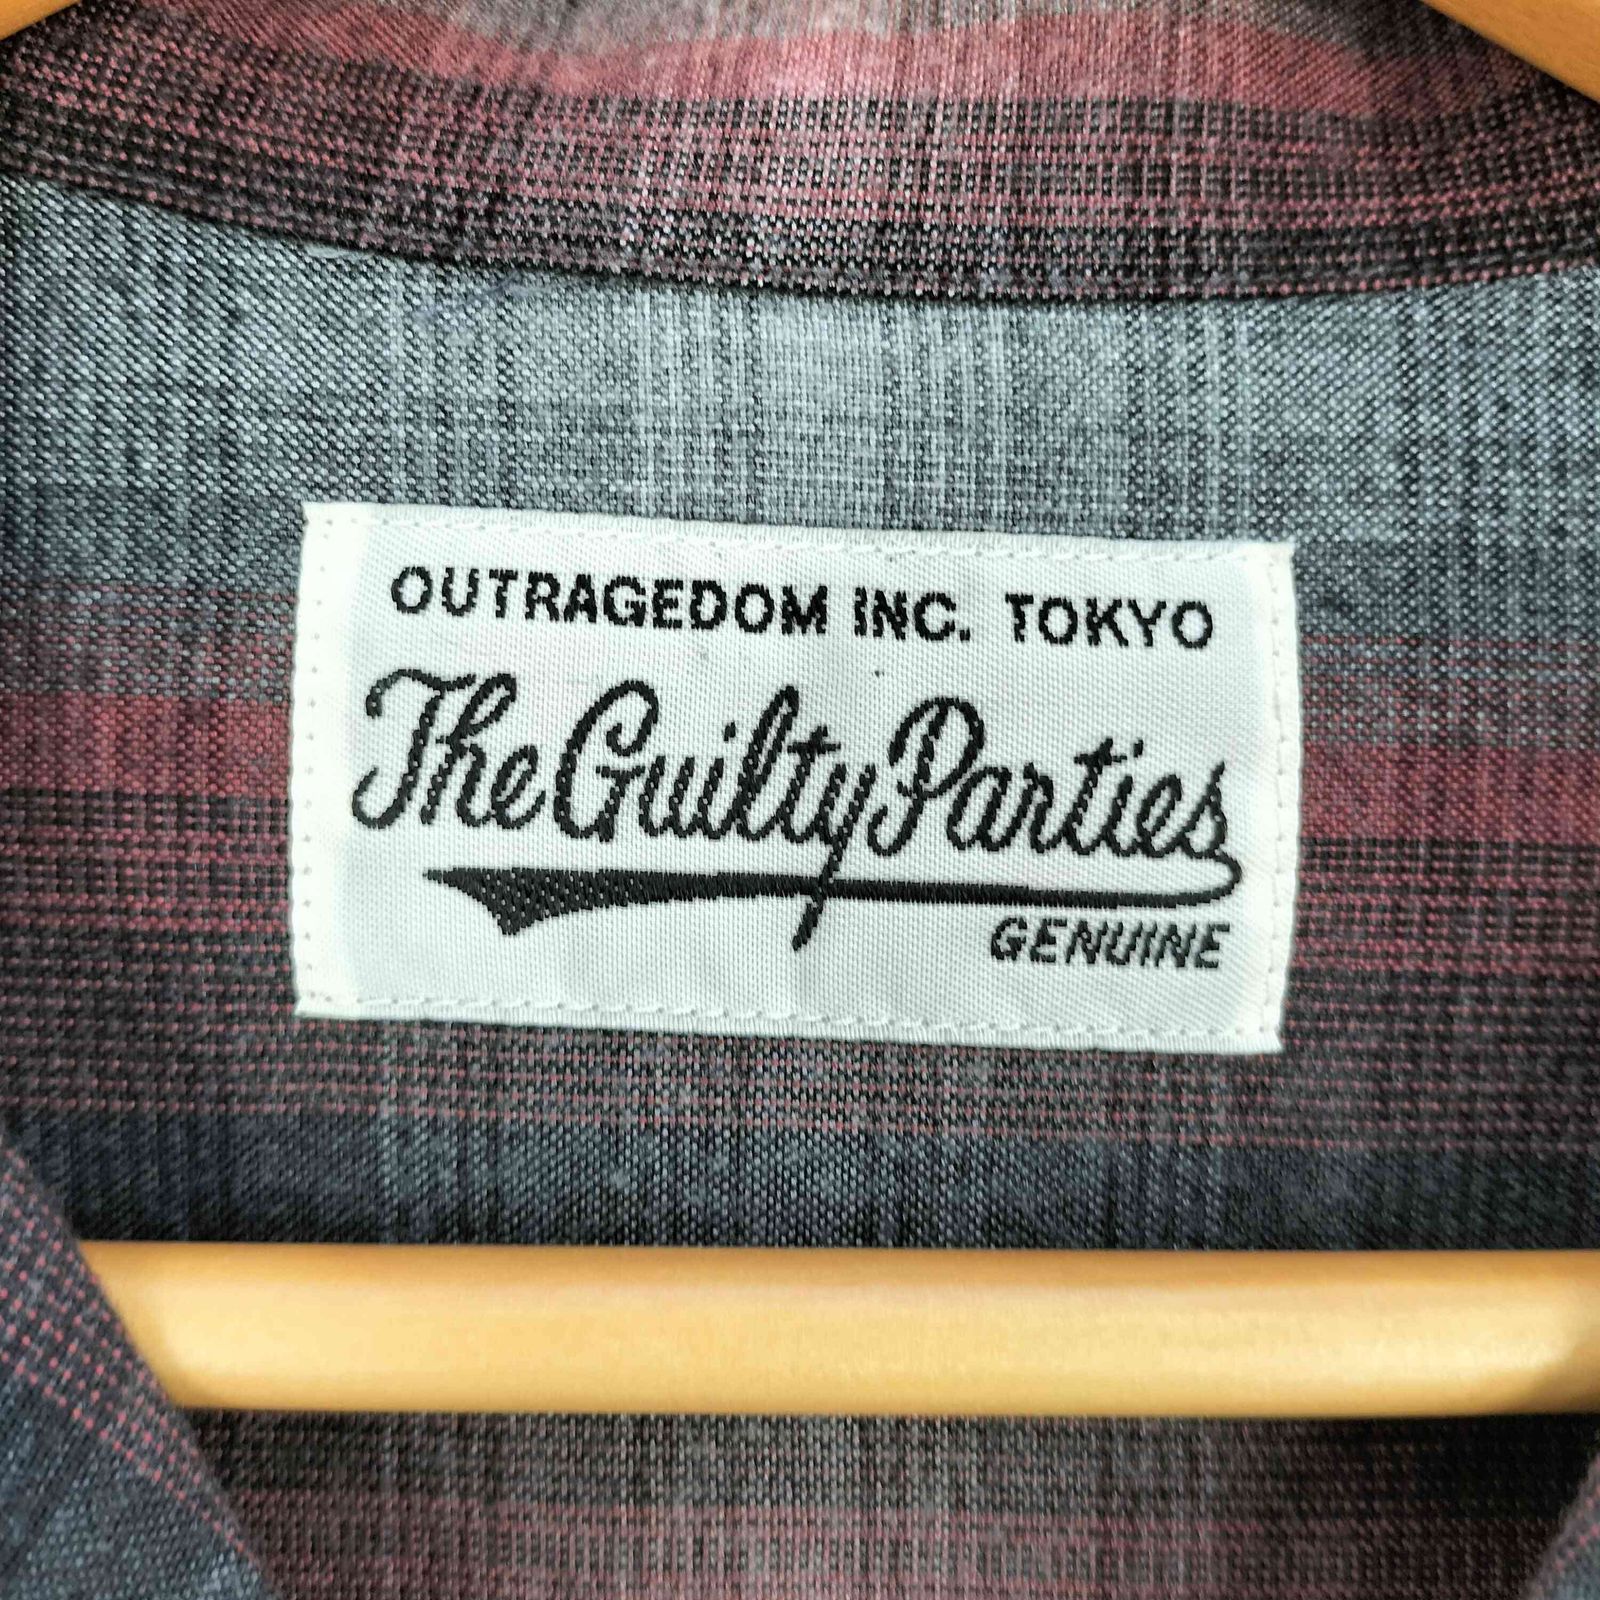 OUTRAGEDOM INC. TOKYO
The Guilty Parties
GENUINE